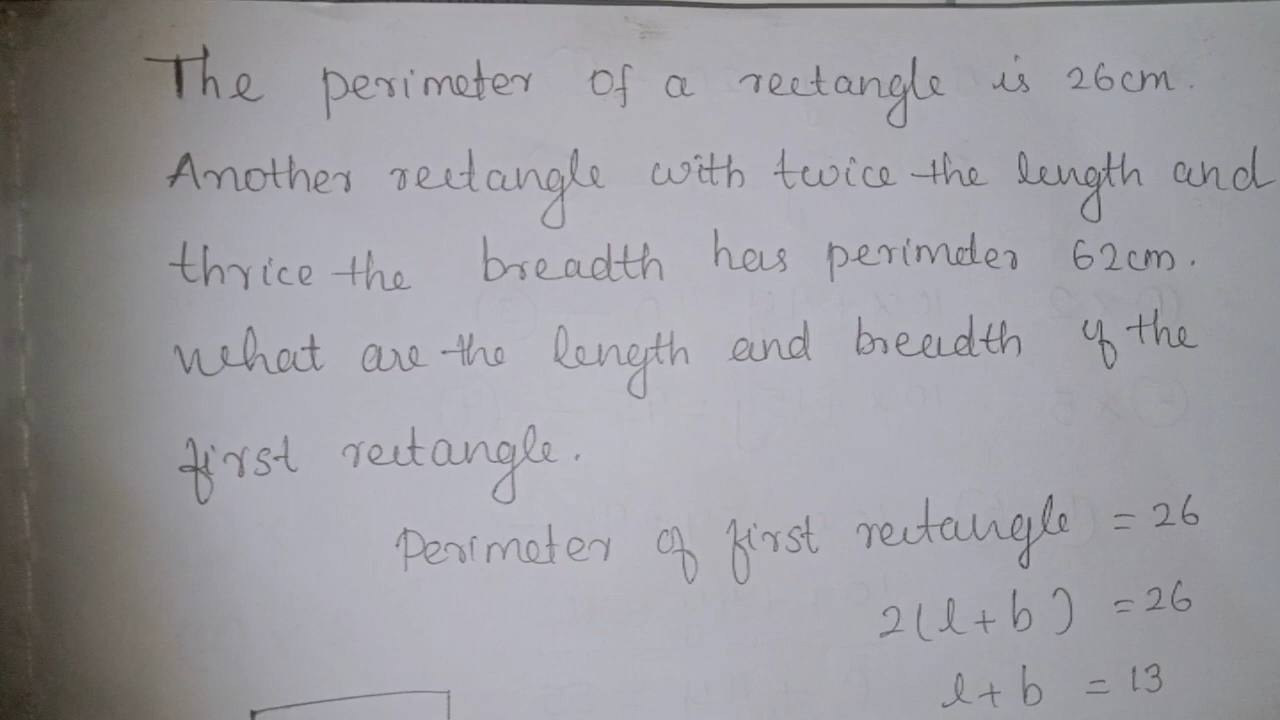 The perimeter of a rectangle is 26cm.
Another rectangle with twice the length and
thrice the breadth has perimeter 62cm.
what are the length and breadth of the
first rectangle.
Perimeter of first rectangle = 26
2(l+b) = 26
l+b = 13